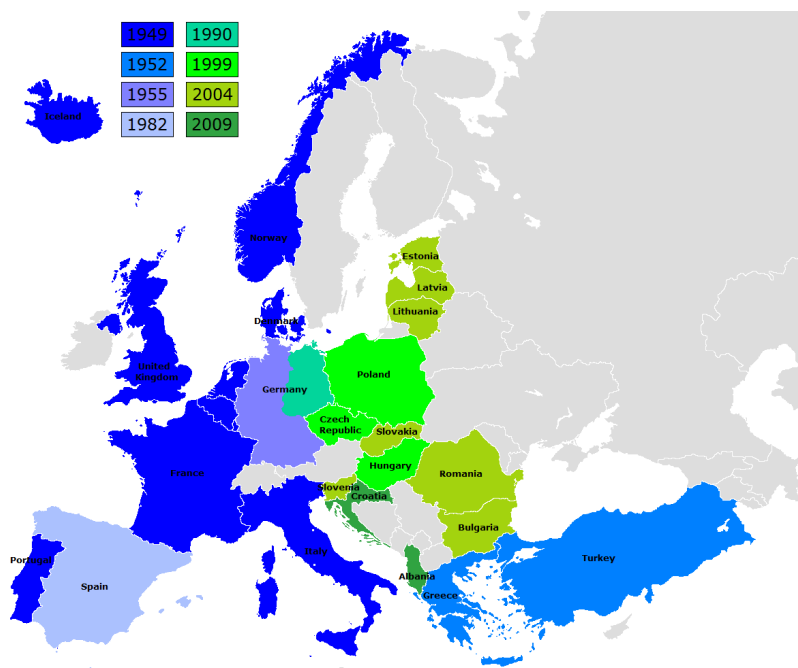 1949 1990
1952 1999
1955 2004
1982 2009
Iceland
Norway
Estonia
Latvia
Lithuania
Denmark
United
Kingdom
Germany
Poland
Czech
Republic
Slovakia
Hungary
France
Romania
Slovenia
Croatia
Bulgaria
Italy
Portugal
Turkey
Spain
Albania
Greece